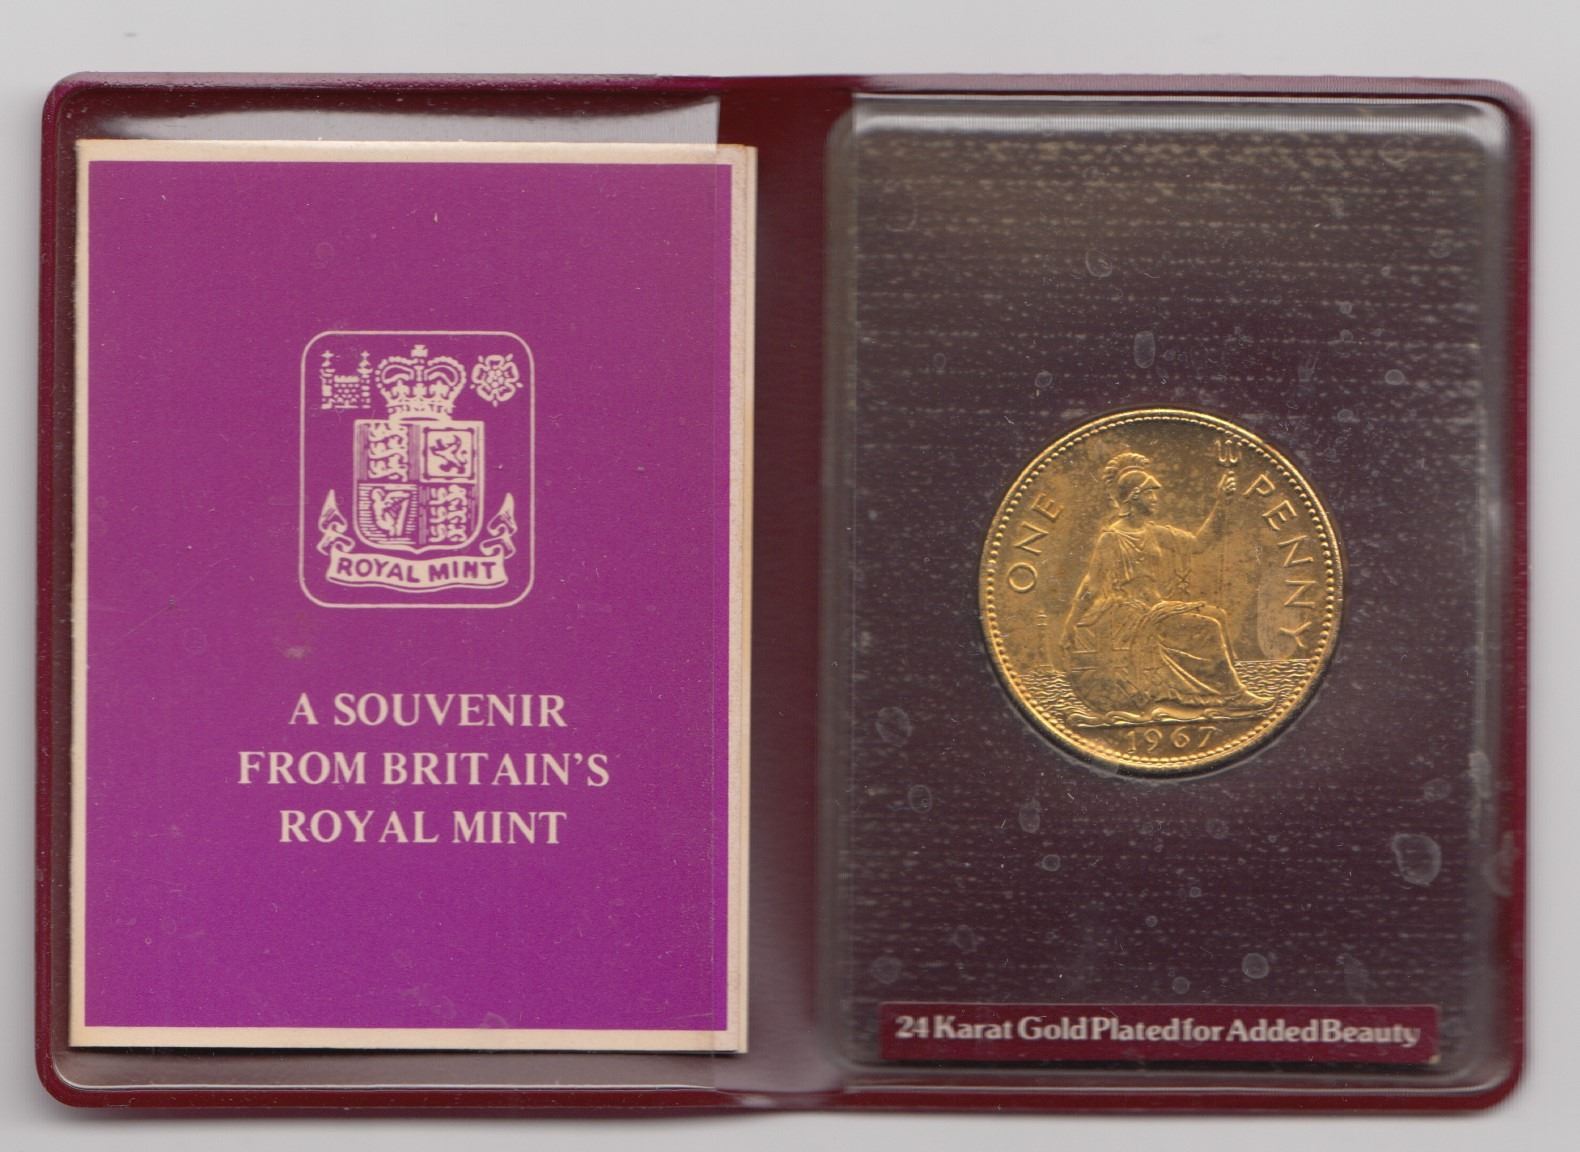 ROYAL MINT
A SOUVENIR
FROM BRITAIN'S
ROYAL MINT
ONE PENNY
1967
24 Karat Gold Plated for Added Beauty